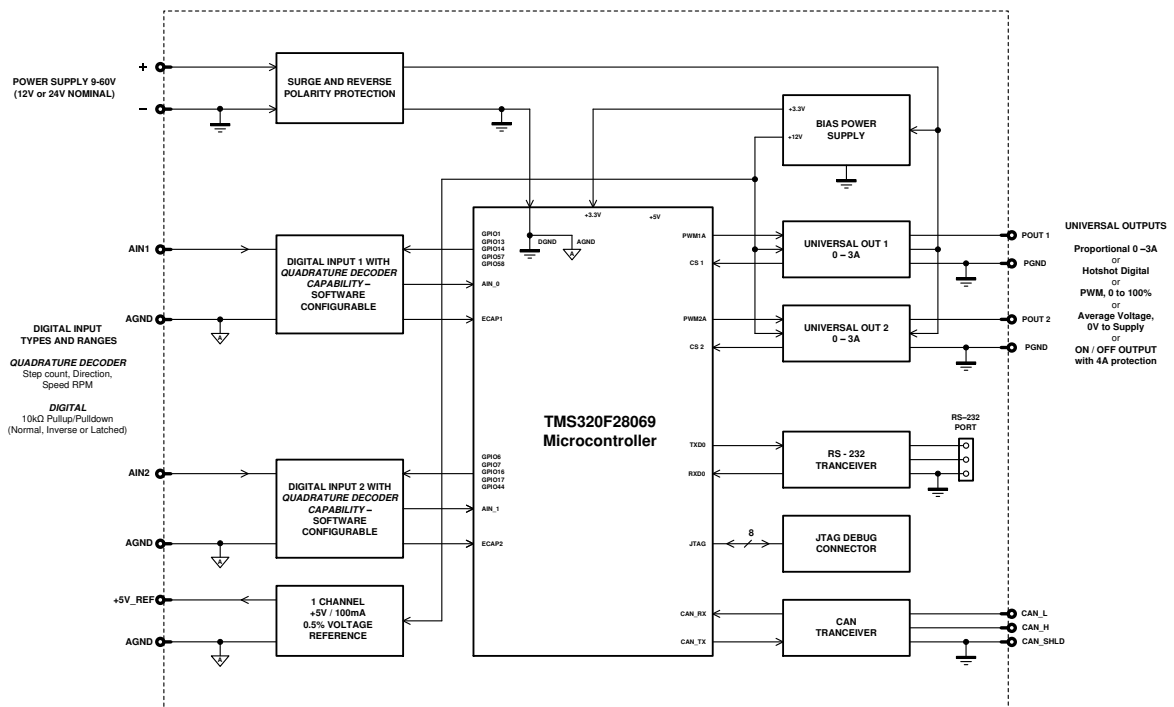 +
POWER SUPPLY 9-60V
(12V or 24V NOMINAL)
−
SURGE AND REVERSE
POLARITY PROTECTION
+3.3V
+12V
BIAS POWER
SUPPLY
+3.3V
+5V
GPIO1
GPIO13
GPIO14
GPIO57
GPIO58
DGND
AGND
A
PWM1A
CS 1
AIN1
DIGITAL INPUT 1 WITH
QUADRATURE DECODER
CAPABILITY –
SOFTWARE
CONFIGURABLE
AIN_0
ECAP1
AGND
A
UNIVERSAL OUT 1
0 – 3A
POUT 1
PGND
PWM2A
CS 2
UNIVERSAL OUT 2
0 – 3A
POUT 2
PGND
UNIVERSAL OUTPUTS
Proportional 0 –3A
or
Hotshot Digital
or
PWM, 0 to 100%
or
Average Voltage,
0V to Supply
or
ON / OFF OUTPUT
with 4A protection
DIGITAL INPUT
TYPES AND RANGES
QUADRATURE DECODER
Step count, Direction,
Speed RPM
DIGITAL
10kΩ Pullup/Pulldown
(Normal, Inverse or Latched)
TMS320F28069
Microcontroller
TXD0
RXD0
RS - 232
TRANCEIVER
RS–232
PORT
AIN2
DIGITAL INPUT 2 WITH
QUADRATURE DECODER
CAPABILITY –
SOFTWARE
CONFIGURABLE
GPIO6
GPIO7
GPIO16
GPIO17
GPIO44
AIN_1
ECAP2
AGND
A
JTAG
8
JTAG DEBUG
CONNECTOR
+5V_REF
1 CHANNEL
+5V / 100mA
0.5% VOLTAGE
REFERENCE
AGND
A
CAN_RX
CAN_TX
CAN
TRANCEIVER
CAN_L
CAN_H
CAN_SHLD